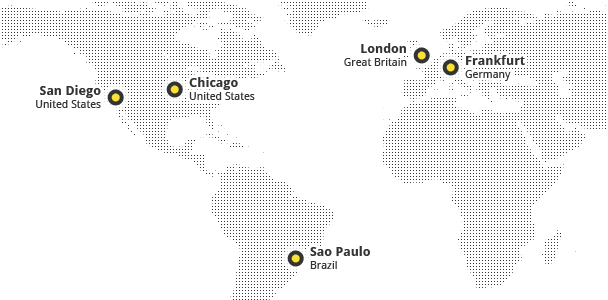 London
Great Britain
Frankfurt
Germany
Chicago
United States
San Diego
United States
Sao Paulo
Brazil